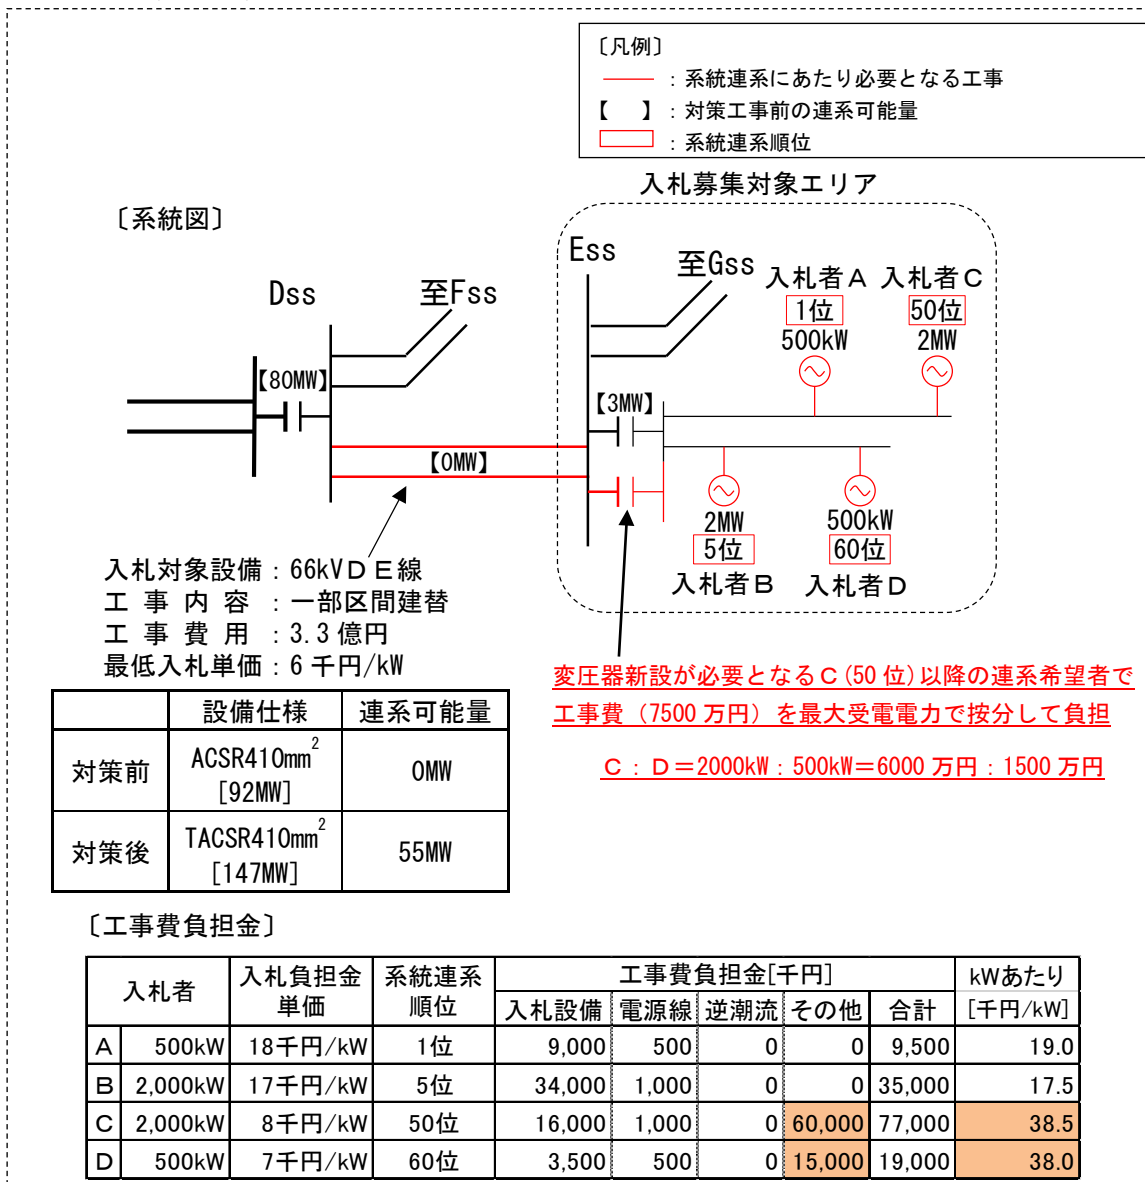 〔凡例〕
：系統連系にあたり必要となる工事
【　】：対策工事前の連系可能量
：系統連系順位
入札募集対象エリア
〔系統図〕
Ess
至Gss
Dss
至Fss
入札者A 入札者C
1位 50位
500kW 2MW
【80MW】
【3MW】
【0MW】
2MW 500kW
5位 60位
入札者B 入札者D
入札対象設備：66kVDE線
工事内容：一部区間建替
工事費用：3.3億円
最低入札単価：6千円/kW
変圧器新設が必要となるC(50位)以降の連系希望者で
工事費（7500万円）を最大受電電力で按分して負担
C：D＝2000kW：500kW＝6000万円：1500万円
設備仕様 連系可能量
対策前 ACSR410mm² [92MW] 0MW
対策後 TACSR410mm² [147MW] 55MW
〔工事費負担金〕
入札者 入札負担金単価 系統連系順位 工事費負担金[千円] kWあたり[千円/kW]
入札設備 電源線 逆潮流 その他 合計
A 500kW 18千円/kW 1位 9,000 500 0 0 9,500 19.0
B 2,000kW 17千円/kW 5位 34,000 1,000 0 0 35,000 17.5
C 2,000kW 8千円/kW 50位 16,000 1,000 0 60,000 77,000 38.5
D 500kW 7千円/kW 60位 3,500 500 0 15,000 19,000 38.0